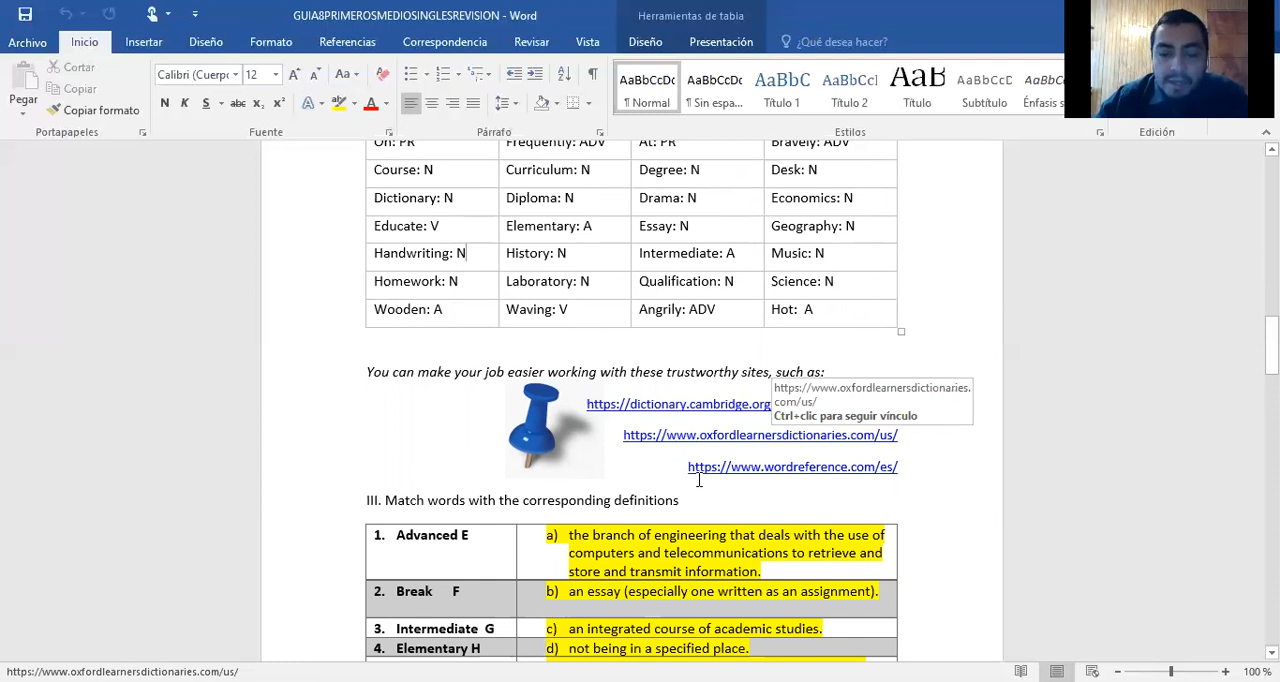 GUIA8PRIMEROSMEDIOSINGLESREVISION - Word
Herramientas de tabla
Archivo Inicio Insertar Diseño Formato Referencias Correspondencia Revisar Vista Diseño Presentación ¿Qué desea hacer?
Cortar
Copiar
Copiar formato
Pegar
Calibri (Cuerpo 12
N K S abc x₂ x²
AaBbCcDc AaBbCcDc AaBbC AaBbCcI AaB AaBbCcD AaBbCcD
¶ Normal ¶ Sin espa... Título 1 Título 2 Título Subtítulo Énfasis s
Portapapeles Fuente Párrafo Estilos Edición
On: PR Frequently: ADV At: PR Bravely: ADV
Course: N Curriculum: N Degree: N Desk: N
Dictionary: N Diploma: N Drama: N Economics: N
Educate: V Elementary: A Essay: N Geography: N
Handwriting: N History: N Intermediate: A Music: N
Homework: N Laboratory: N Qualification: N Science: N
Wooden: A Waving: V Angrily: ADV Hot: A
You can make your job easier working with these trustworthy sites, such as:
https://dictionary.cambridge.org
https://www.oxfordlearnersdictionaries.
com/us/
Ctrl+clic para seguir vínculo
https://www.oxfordlearnersdictionaries.com/us/
https://www.wordreference.com/es/
III. Match words with the corresponding definitions
1. Advanced E
a) the branch of engineering that deals with the use of
computers and telecommunications to retrieve and
store and transmit information.
2. Break F
b) an essay (especially one written as an assignment).
3. Intermediate G
c) an integrated course of academic studies.
4. Elementary H
d) not being in a specified place.
https://www.oxfordlearnersdictionaries.com/us/
100 %